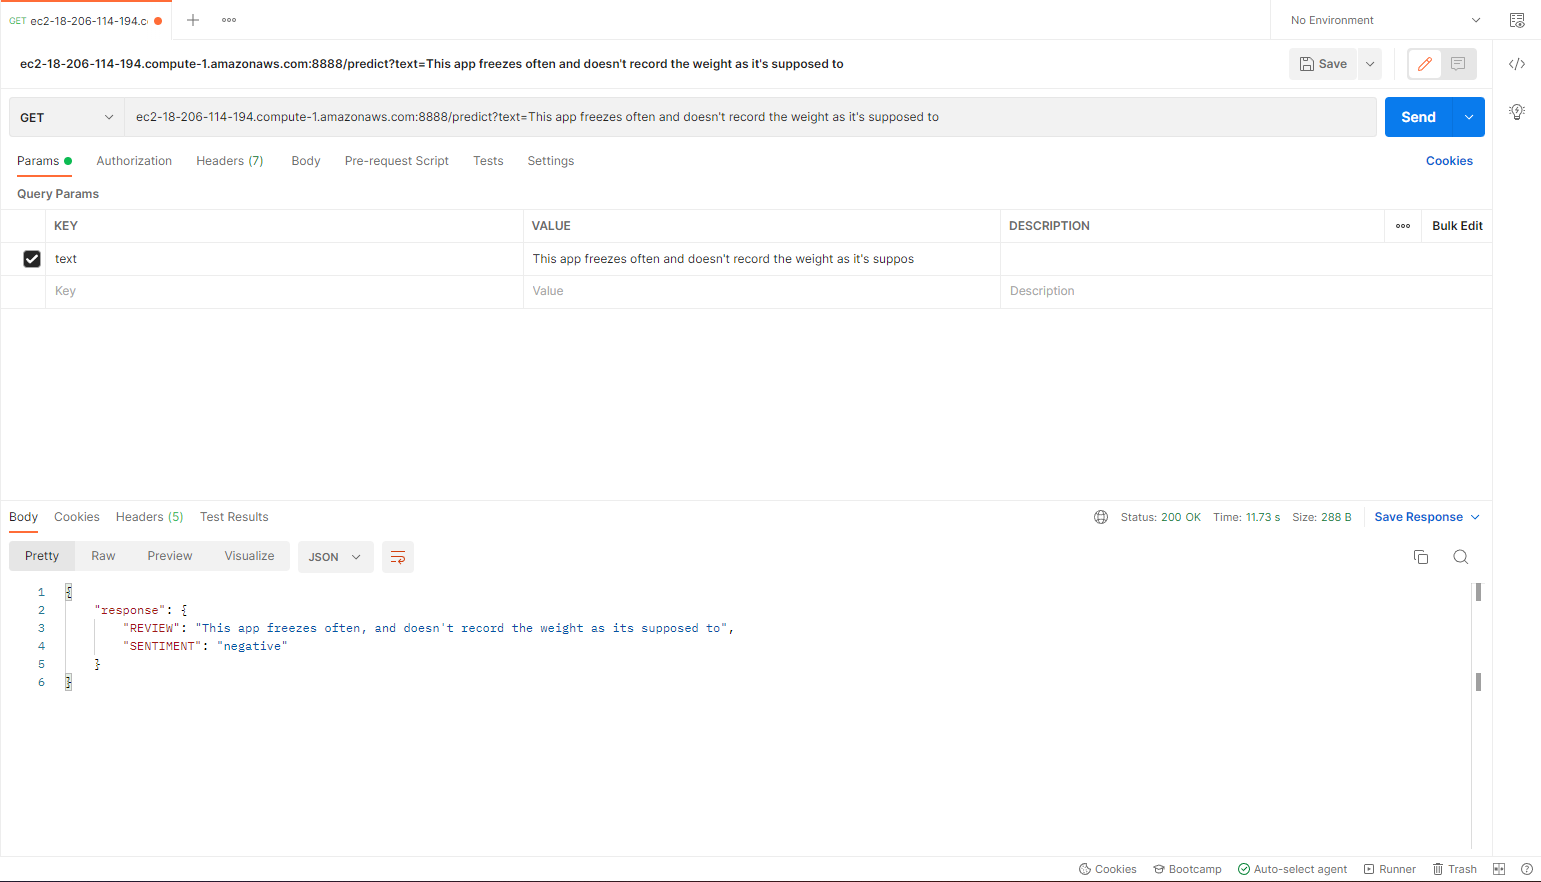 GET ec2-18-206-114-194.c
No Environment
ec2-18-206-114-194.compute-1.amazonaws.com:8888/predict?text=This app freezes often and doesn't record the weight as it's supposed to
Save
GET
ec2-18-206-114-194.compute-1.amazonaws.com:8888/predict?text=This app freezes often and doesn't record the weight as it's supposed to
Send
Params Authorization Headers (7) Body Pre-request Script Tests Settings Cookies
Query Params
KEY VALUE DESCRIPTION Bulk Edit
text This app freezes often and doesn't record the weight as it's suppos
Key Value Description
Body Cookies Headers (5) Test Results Status: 200 OK Time: 11.73 s Size: 288 B Save Response
Pretty Raw Preview Visualize JSON
1 {
2 "response": {
3 "REVIEW": "This app freezes often, and doesn't record the weight as its supposed to",
4 "SENTIMENT": "negative"
5 }
6 }
Cookies Bootcamp Auto-select agent Runner Trash